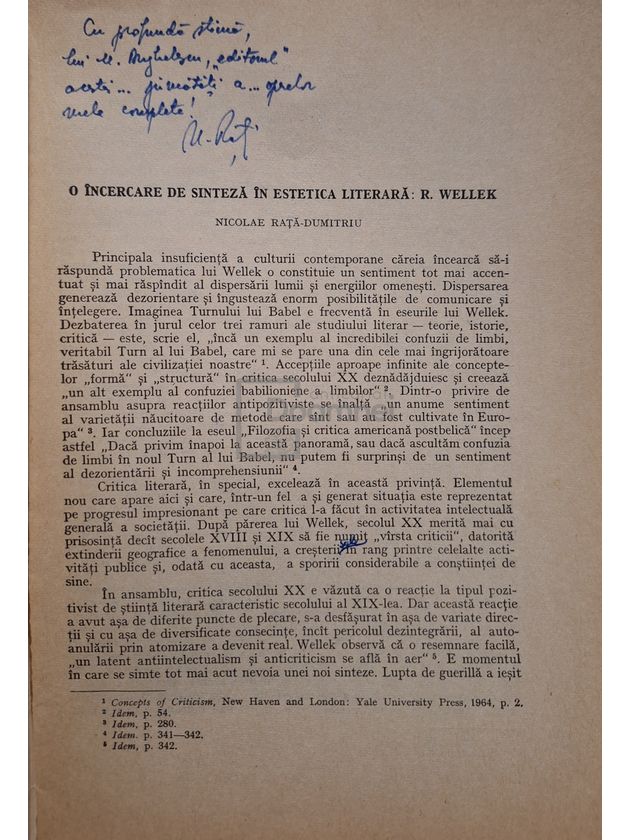 Cu profundă stimă,
lui M. Anghelescu, „editorul"
acestei... jumătăți a... operelor
mele complete!
N. Rați
O ÎNCERCARE DE SINTEZĂ ÎN ESTETICA LITERARĂ: R. WELLEK
NICOLAE RAȚĂ-DUMITRIU
Principala insuficiență a culturii contemporane căreia încearcă să-i
răspundă problematica lui Wellek o constituie un sentiment tot mai accen-
tuat și mai răspîndit al dispersării lumii și energiilor omenești. Dispersarea
generează dezorientare și îngustează enorm posibilitățile de comunicare și
înțelegere. Imaginea Turnului lui Babel e frecventă în eseurile lui Wellek.
Dezbaterea în jurul celor trei ramuri ale studiului literar — teorie, istorie,
critică — este, scrie el, „încă un exemplu al incredibilei confuzii de limbi,
veritabil Turn al lui Babel, care mi se pare una din cele mai îngrijorătoare
trăsături ale civilizației noastre" 1. Accepțiile aproape infinite ale concepte-
lor „formă" și „structură" în critica secolului XX deznădăjduiesc și creează
„un alt exemplu al confuziei babilioniene a limbilor" 2. Dintr-o privire de
ansamblu asupra reacțiilor antipozitiviste se înalță „un anume sentiment
al varietății năucitoare de metode care sînt sau au fost cultivate în Euro-
pa" 3. Iar concluziile la eseul „Filozofia și critica americană postbelică" încep
astfel „Dacă privim înapoi la această panoramă, sau dacă ascultăm confuzia
de limbi în noul Turn al lui Babel, nu putem fi surprinși de un sentiment
al dezorientării și incomprehensiunii" 4.
Critica literară, în special, excelează în această privință. Elementul
nou care apare aici și care, într-un fel a și generat situația este reprezentat
pe progresul impresionant pe care critica l-a făcut în activitatea intelectuală
generală a societății. După părerea lui Wellek, secolul XX merită mai cu
prisosință decît secolele XVIII și XIX să fie numit „vîrsta criticii", datorită
extinderii geografice a fenomenului, a creșterii în rang printre celelalte acti-
vități publice și, odată cu aceasta, a sporirii considerabile a conștiinței de
sine.
În ansamblu, critica secolului XX e văzută ca o reacție la tipul pozi-
tivist de știință literară caracteristic secolului al XIX-lea. Dar această reacție
a avut așa de diferite puncte de plecare, s-a desfășurat în așa de variate direc-
ții și cu așa de diversificate consecințe, încît pericolul dezintegrării, al auto-
anulării prin atomizare a devenit real. Wellek observă că o resemnare facilă,
„un latent antiintelectualism și anticriticism se află în aer" 5. E momentul
în care se simte tot mai acut nevoia unei noi sinteze. Lupta de guerillă a ieșit
1 Concepts of Criticism, New Haven and London: Yale University Press, 1964, p. 2.
2 Idem, p. 54.
3 Idem, p. 280.
4 Idem. p. 341—342.
5 Idem, p. 342.